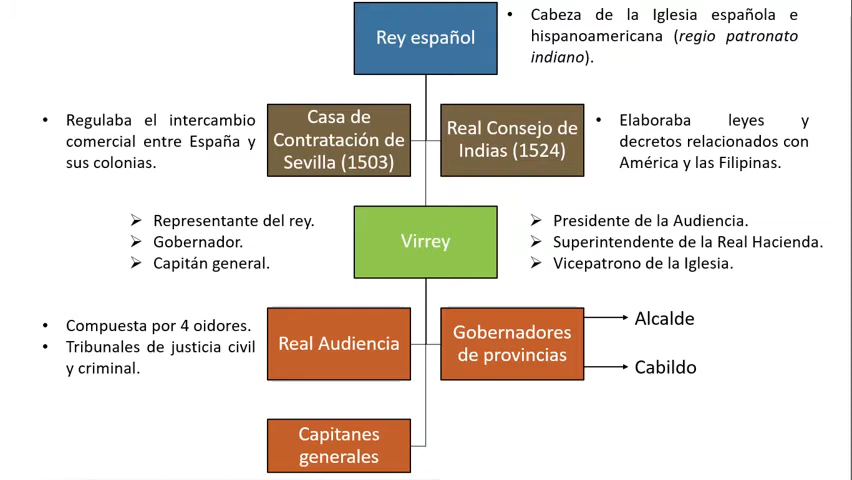 Rey español
• Cabeza de la Iglesia española e
hispanoamericana (regio patronato
indiano).
• Regulaba el intercambio
comercial entre España y
sus colonias.
Casa de
Contratación de
Sevilla (1503)
Real Consejo de
Indias (1524)
• Elaboraba leyes y
decretos relacionados con
América y las Filipinas.
➢ Representante del rey.
➢ Gobernador.
➢ Capitán general.
Virrey
➢ Presidente de la Audiencia.
➢ Superintendente de la Real Hacienda.
➢ Vicepatrono de la Iglesia.
• Compuesta por 4 oidores.
• Tribunales de justicia civil
y criminal.
Real Audiencia
Gobernadores
de provincias
Alcalde
Cabildo
Capitanes
generales